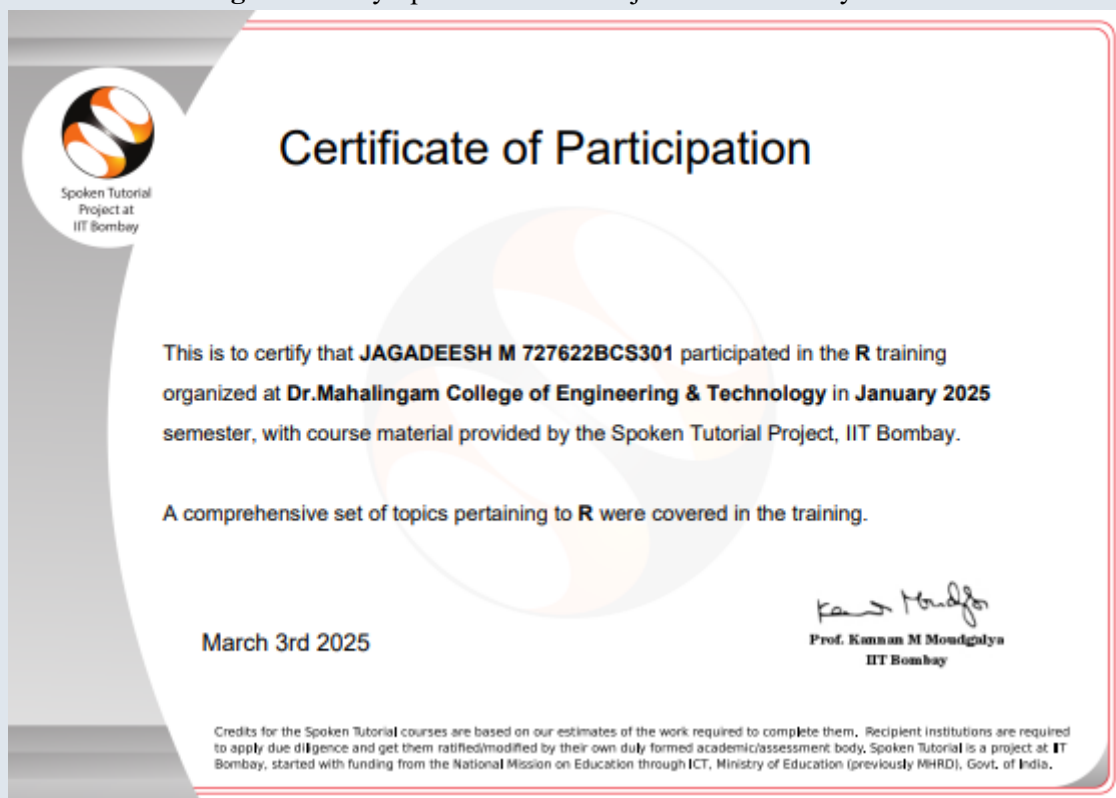 Spoken Tutorial
Project at
IIT Bombay
Certificate of Participation
This is to certify that JAGADEESH M 727622BCS301 participated in the R training
organized at Dr.Mahalingam College of Engineering & Technology in January 2025
semester, with course material provided by the Spoken Tutorial Project, IIT Bombay.
A comprehensive set of topics pertaining to R were covered in the training.
March 3rd 2025
Prof. Kannan M Moudgalya
IIT Bombay
Credits for the Spoken Tutorial courses are based on our estimates of the work required to complete them. Recipient institutions are required
to apply due diligence and get them ratified/modified by their own duly formed academic/assessment body. Spoken Tutorial is a project at IIT
Bombay, started with funding from the National Mission on Education through ICT, Ministry of Education (previously MHRD), Govt. of India.